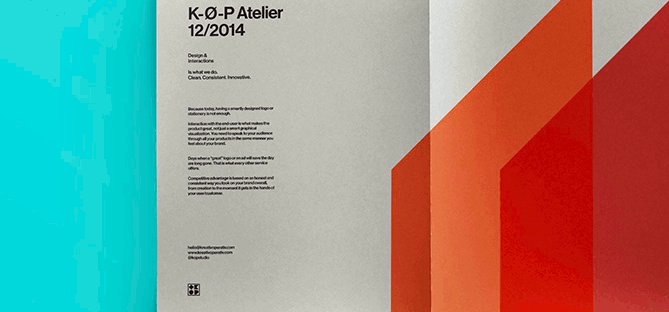 K-Ø-P Atelier
12/2014
Design &
Interactions
Is what we do.
Clean. Consistent. Innovative.
Because today, having a smartly designed logo or
stationery is not enough.
Interaction with the end-user is what makes the
product great, not just a smart graphical
visualization. You need to speak to your audience
through all your products in the same manner you
feel about your brand.
Days when a "great" logo or an ad will save the day
are long gone. That is what every other service
offers.
Competitive advantage is based on an honest and
consistent way you look on your brand overall,
from creation to the moment it gets in the hands of
your user/customer.